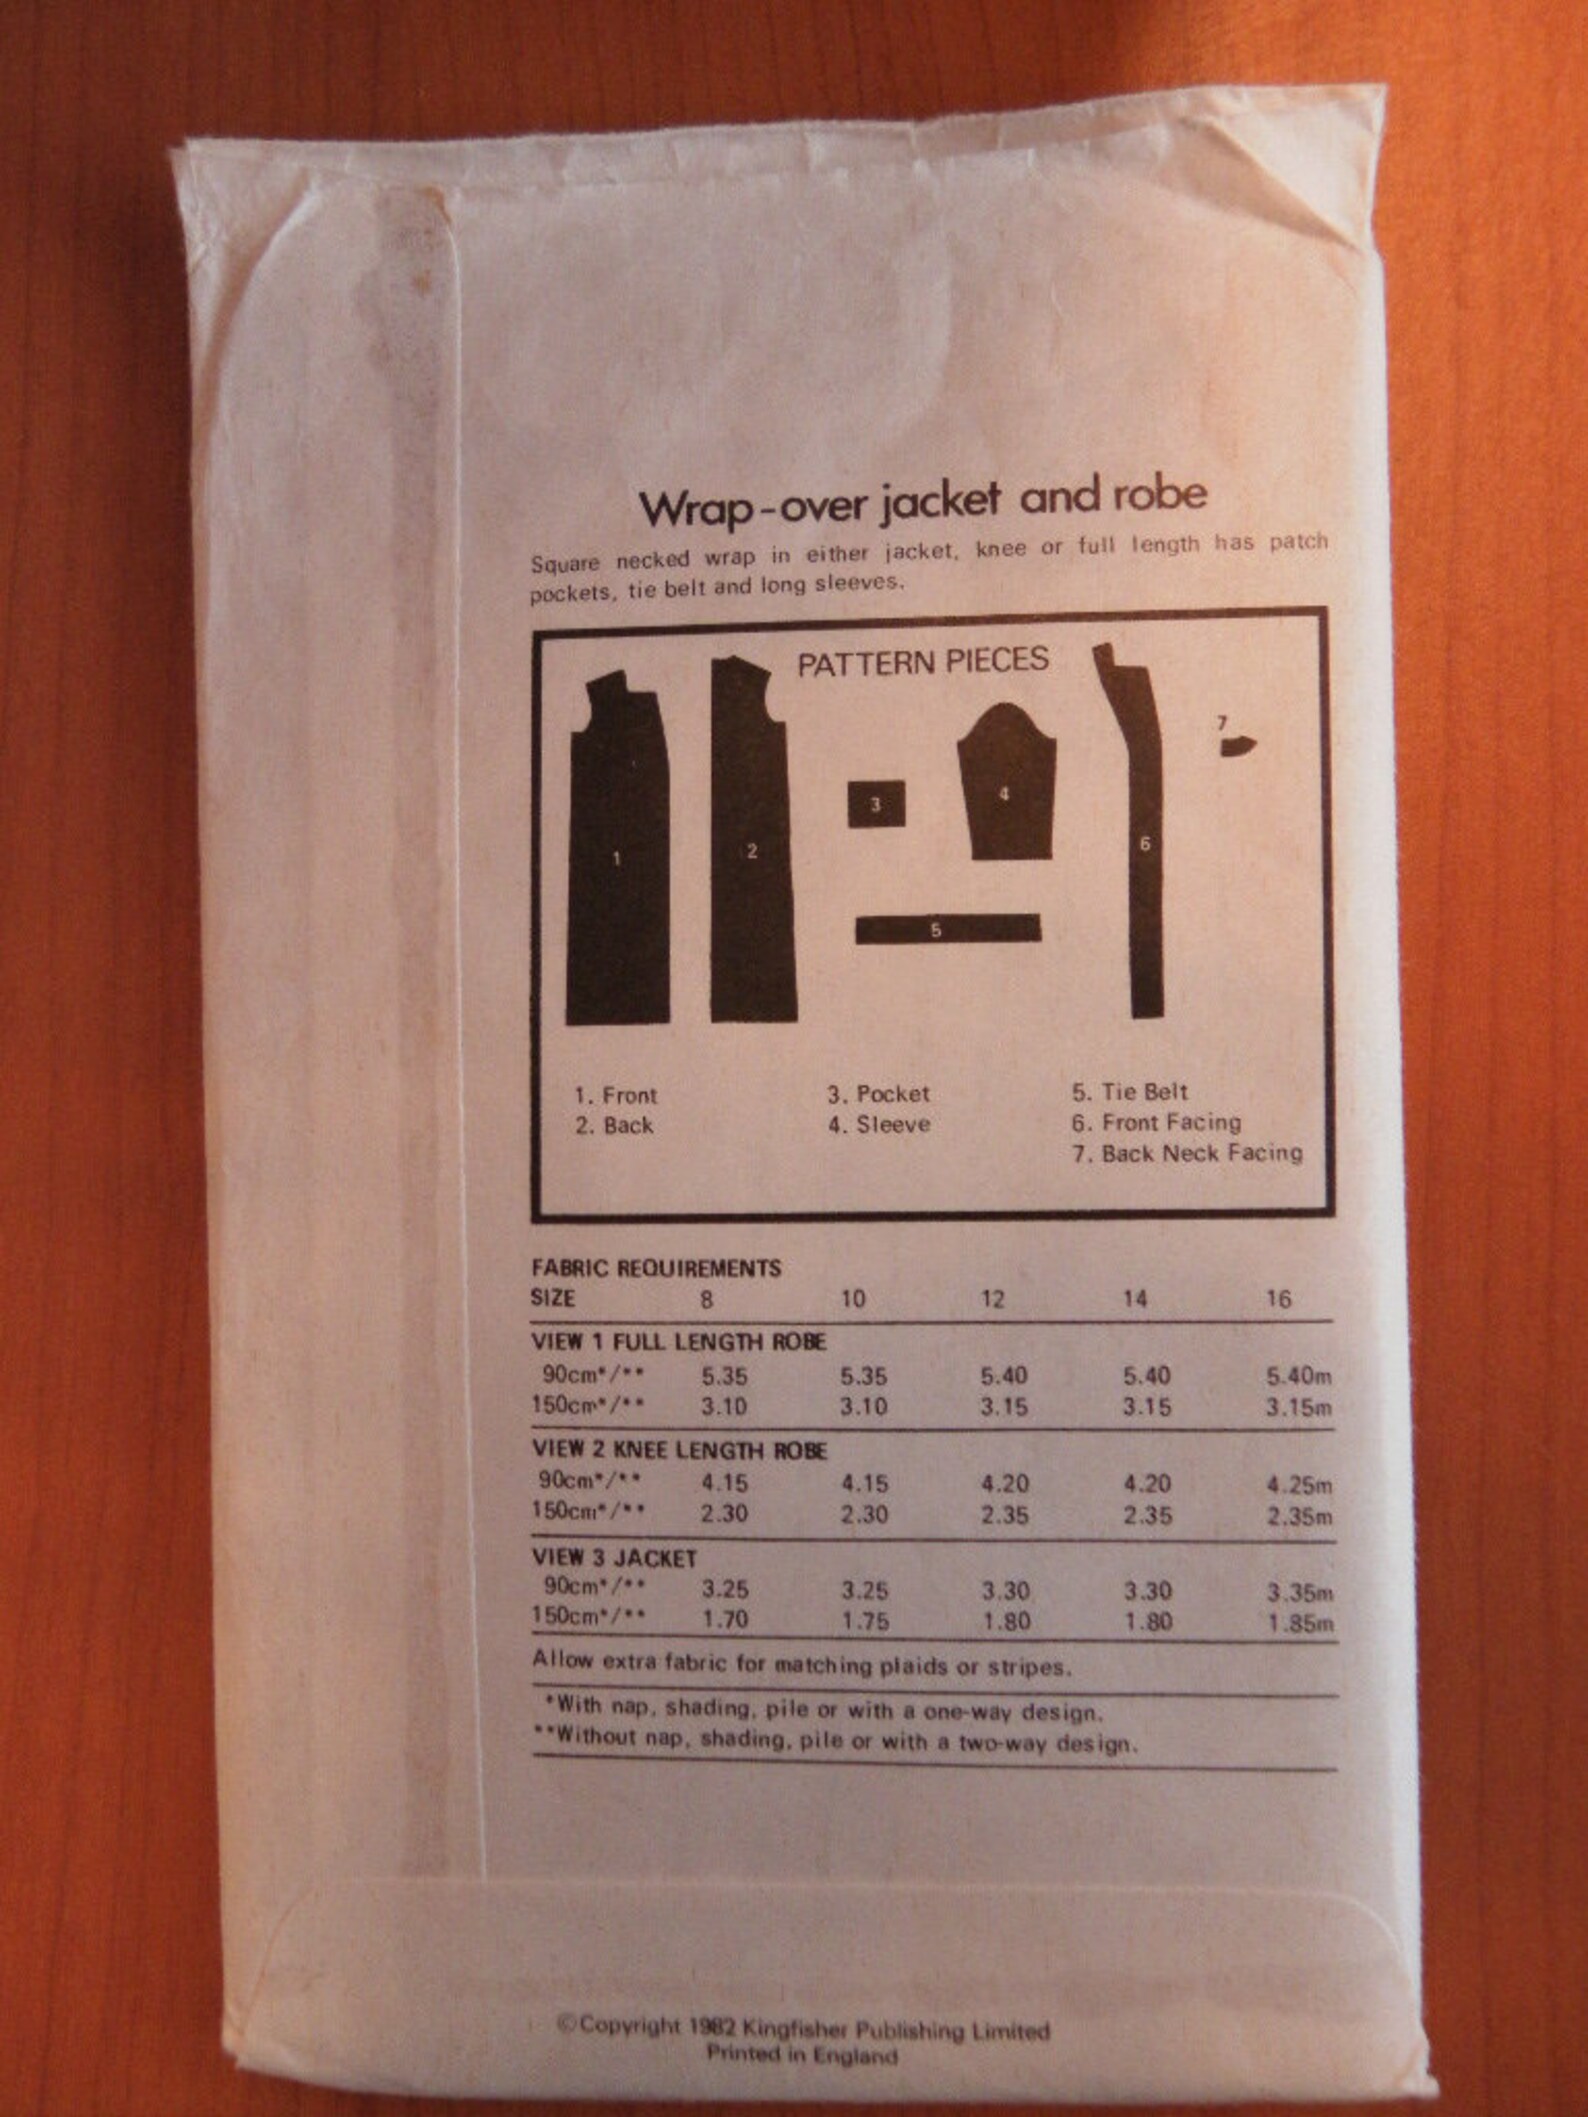 Wrap-over jacket and robe
Square necked wrap in either jacket, knee or full length has patch
pockets, tie belt and long sleeves.
PATTERN PIECES
1
2
3
4
5
6
7
1. Front
2. Back
3. Pocket
4. Sleeve
5. Tie Belt
6. Front Facing
7. Back Neck Facing
FABRIC REQUIREMENTS
SIZE 8 10 12 14 16
VIEW 1 FULL LENGTH ROBE
90cm*/** 5.35 5.35 5.40 5.40 5.40m
150cm*/** 3.10 3.10 3.15 3.15 3.15m
VIEW 2 KNEE LENGTH ROBE
90cm*/** 4.15 4.15 4.20 4.20 4.25m
150cm*/** 2.30 2.30 2.35 2.35 2.35m
VIEW 3 JACKET
90cm*/** 3.25 3.25 3.30 3.30 3.35m
150cm*/** 1.70 1.75 1.80 1.80 1.85m
Allow extra fabric for matching plaids or stripes.
*With nap, shading, pile or with a one-way design.
**Without nap, shading, pile or with a two-way design.
©Copyright 1982 Kingfisher Publishing Limited
Printed in England